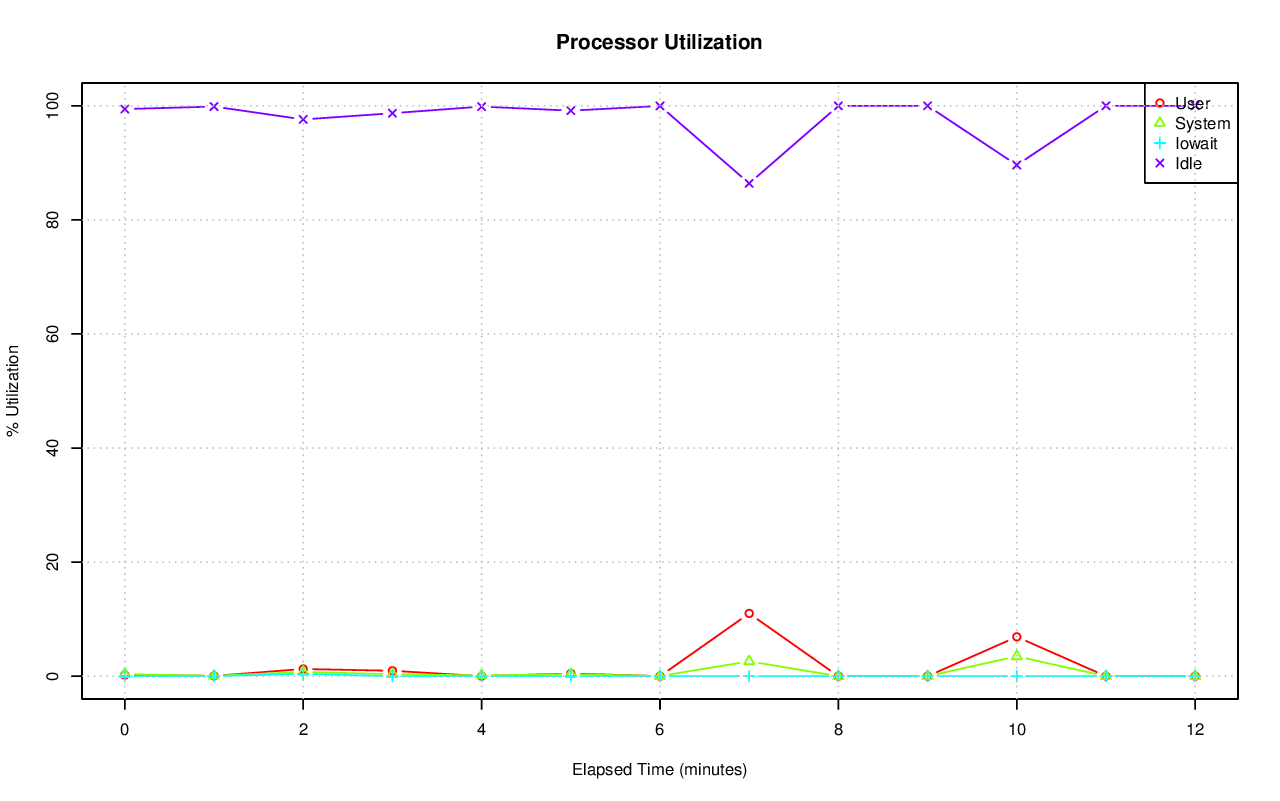 Processor Utilization
% Utilization
100
80
60
40
20
0
User
System
Iowait
Idle
0 2 4 6 8 10 12
Elapsed Time (minutes)